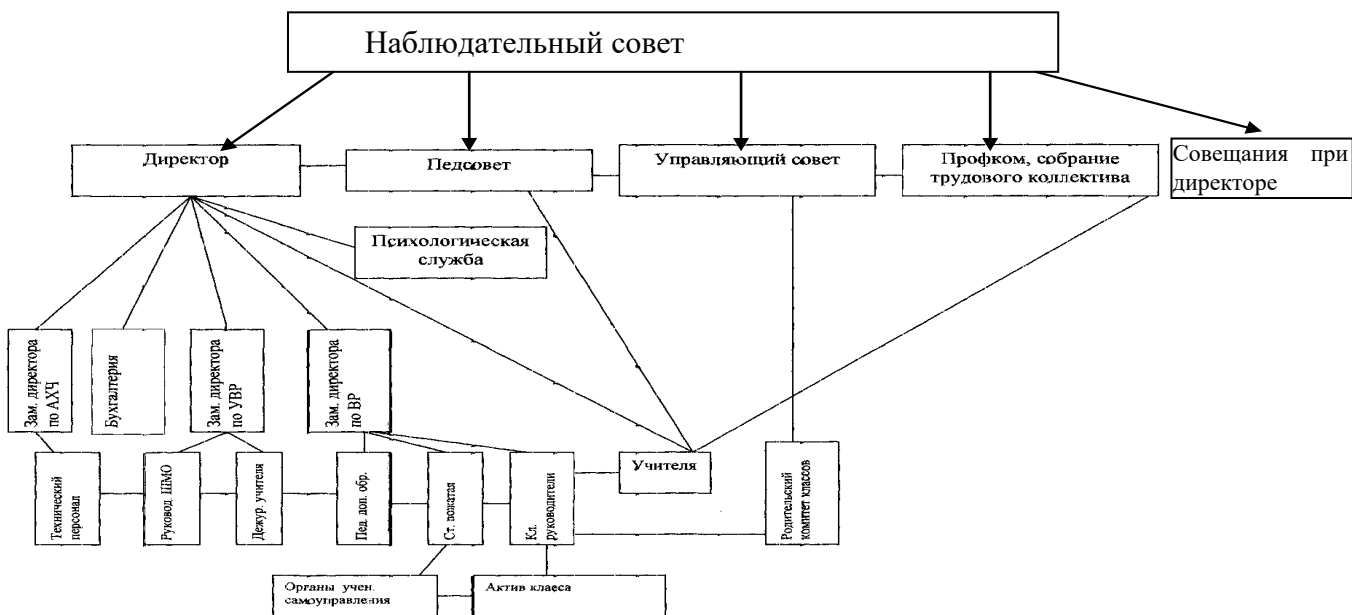 Наблюдательный совет
Директор
Педсовет
Управляющий совет
Профком, собрание
трудового коллектива
Совещания при
директоре
Психологическая
служба
Зам. директора
по АХЧ
Бухгалтерия
Зам. директора
по УВР
Зам. директора
по ВР
Учителя
Технический
персонал
Руковод. ШМО
Дежур. учителя
Пед. доп. обр.
Ст. вожатая
Кл.
руководители
Родительский
комитет классов
Органы учен.
самоуправления
Актив класса